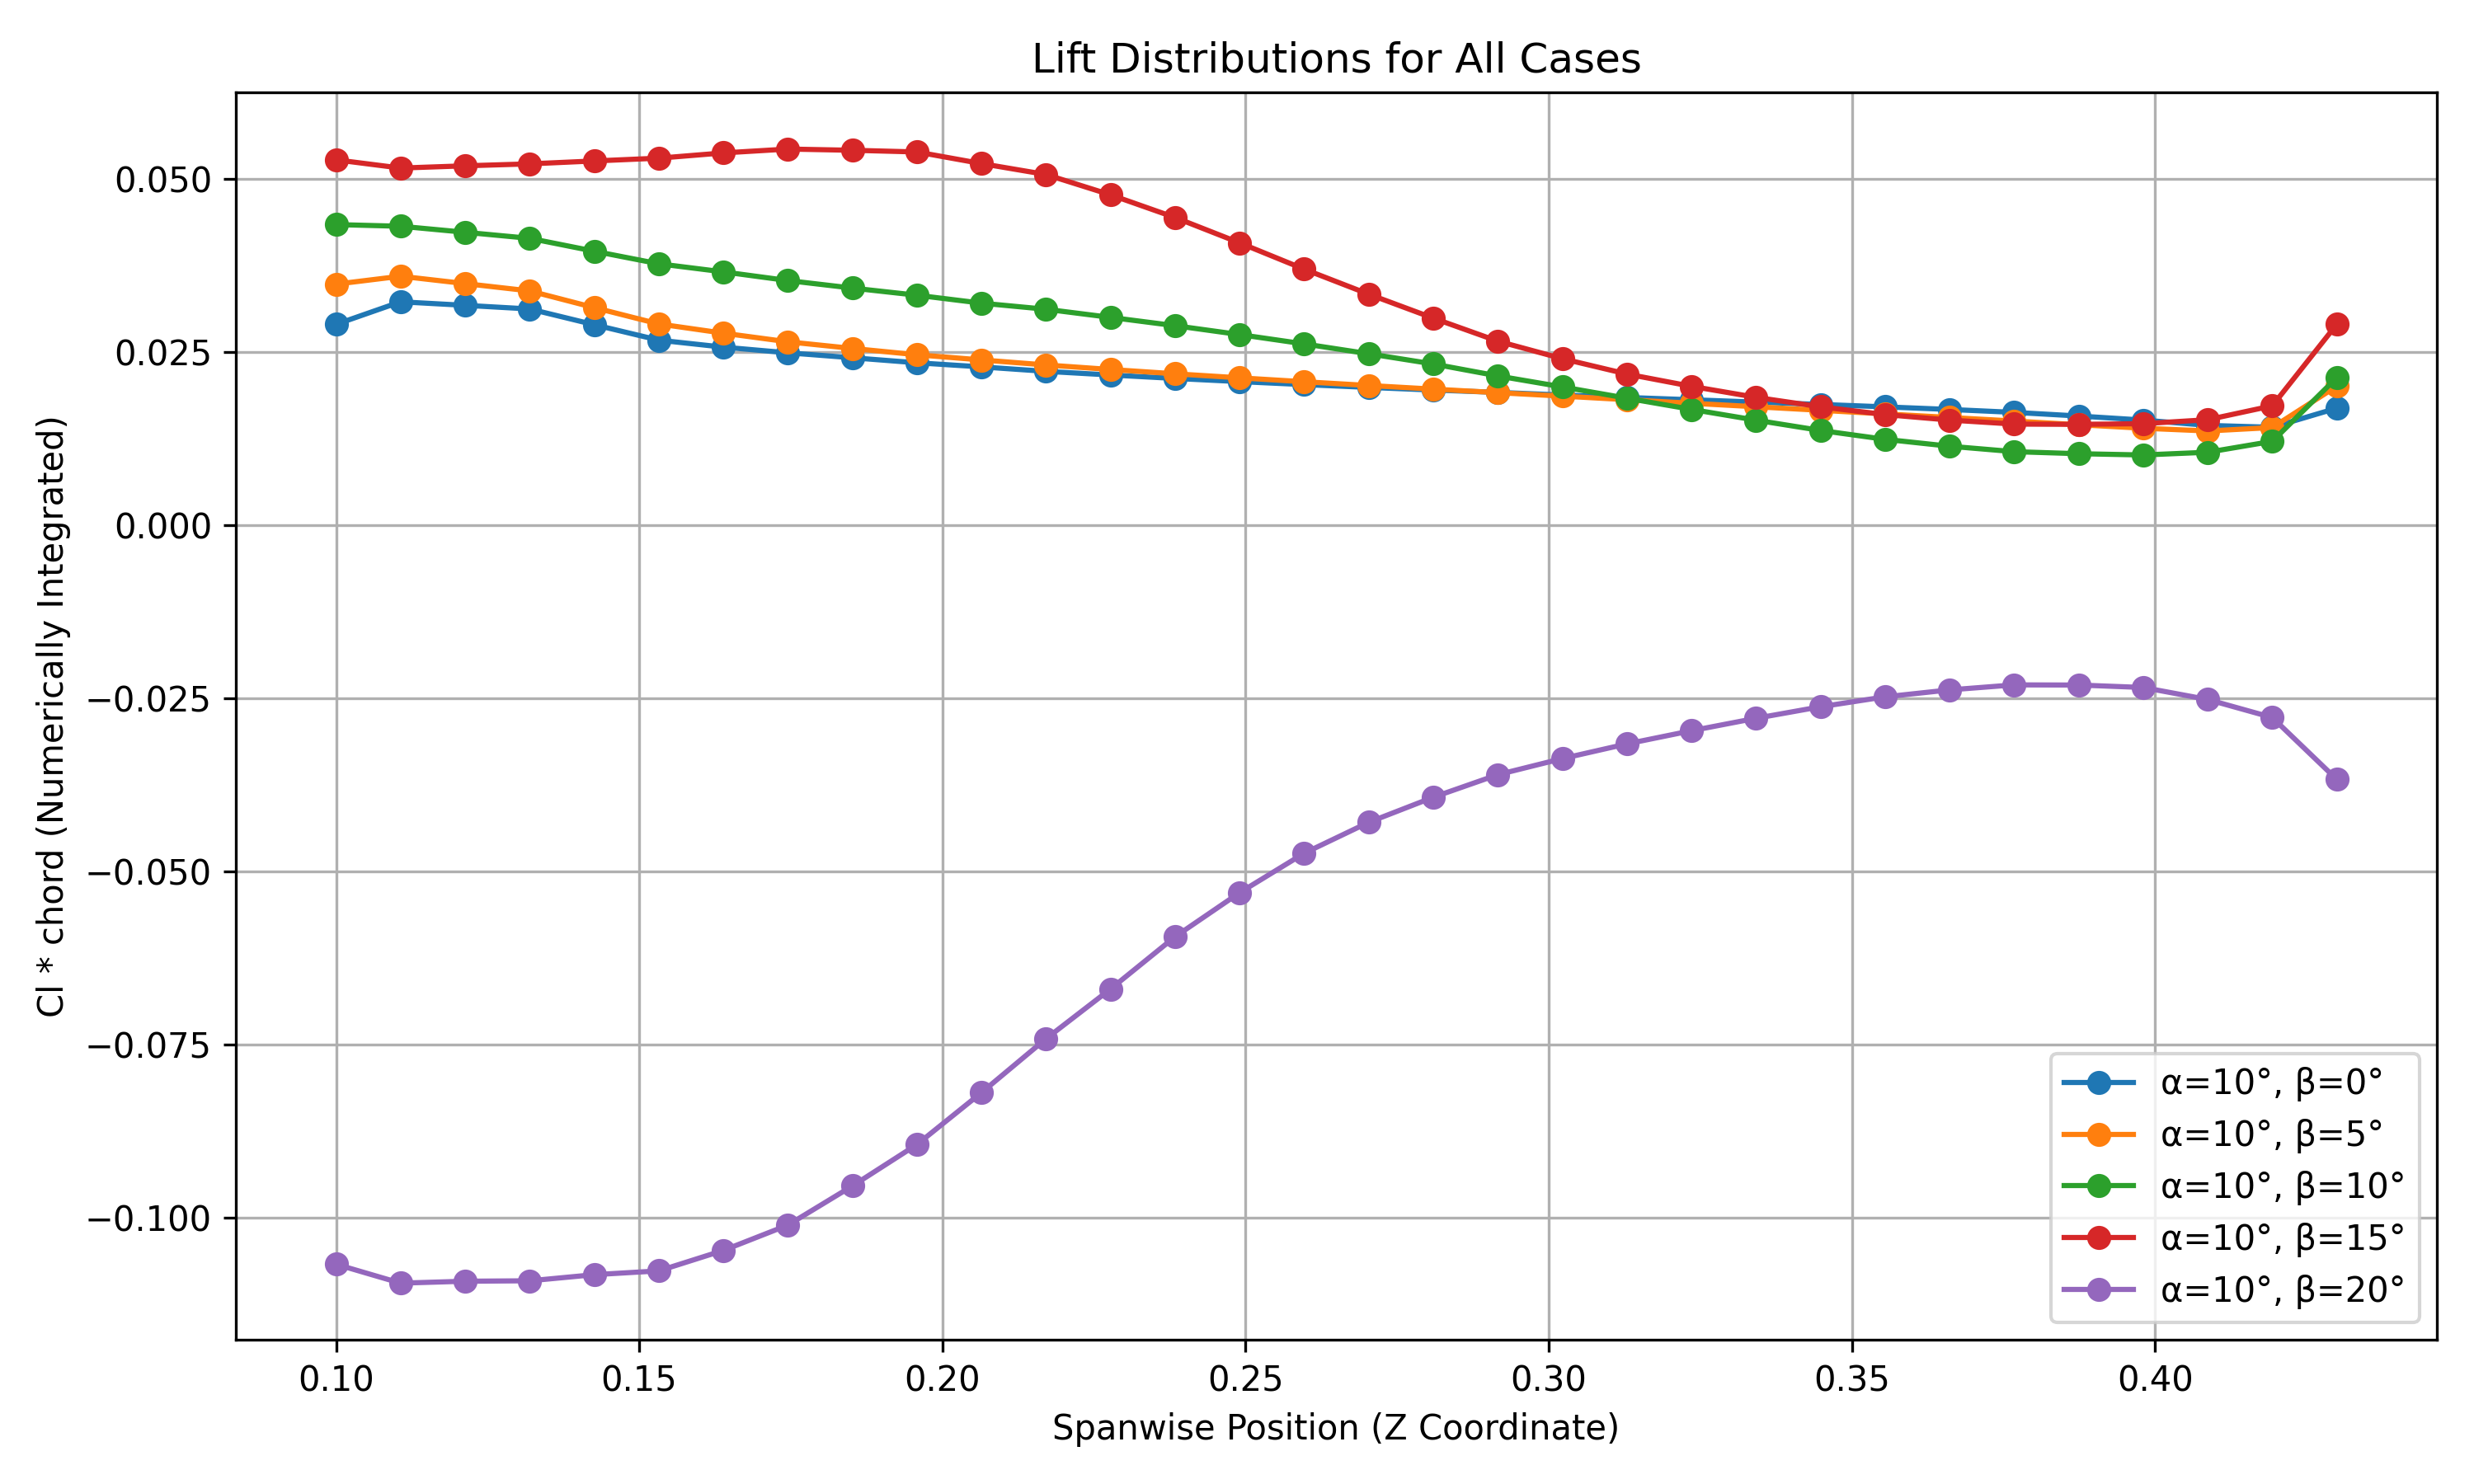 Lift Distributions for All Cases
Cl * chord (Numerically Integrated)
0.050
0.025
0.000
−0.025
−0.050
−0.075
−0.100
0.10 0.15 0.20 0.25 0.30 0.35 0.40
Spanwise Position (Z Coordinate)
α=10°, β=0°
α=10°, β=5°
α=10°, β=10°
α=10°, β=15°
α=10°, β=20°